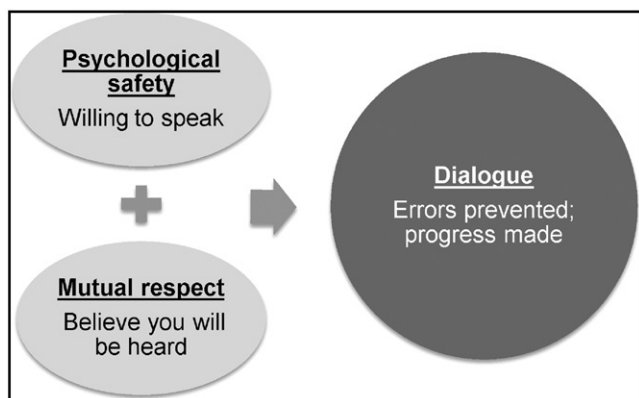 Psychological
safety
Willing to speak
Mutual respect
Believe you will
be heard
Dialogue
Errors prevented;
progress made